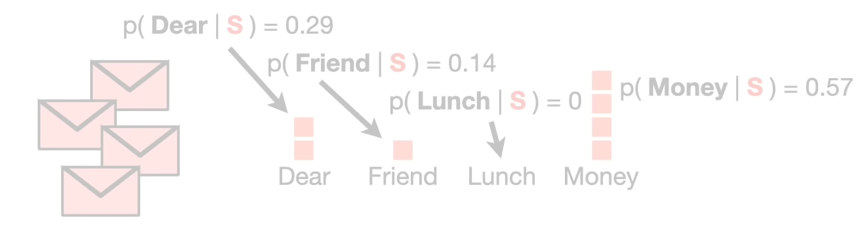 p( Dear | S ) = 0.29
p( Friend | S ) = 0.14
p( Lunch | S ) = 0
p( Money | S ) = 0.57
Dear Friend Lunch Money